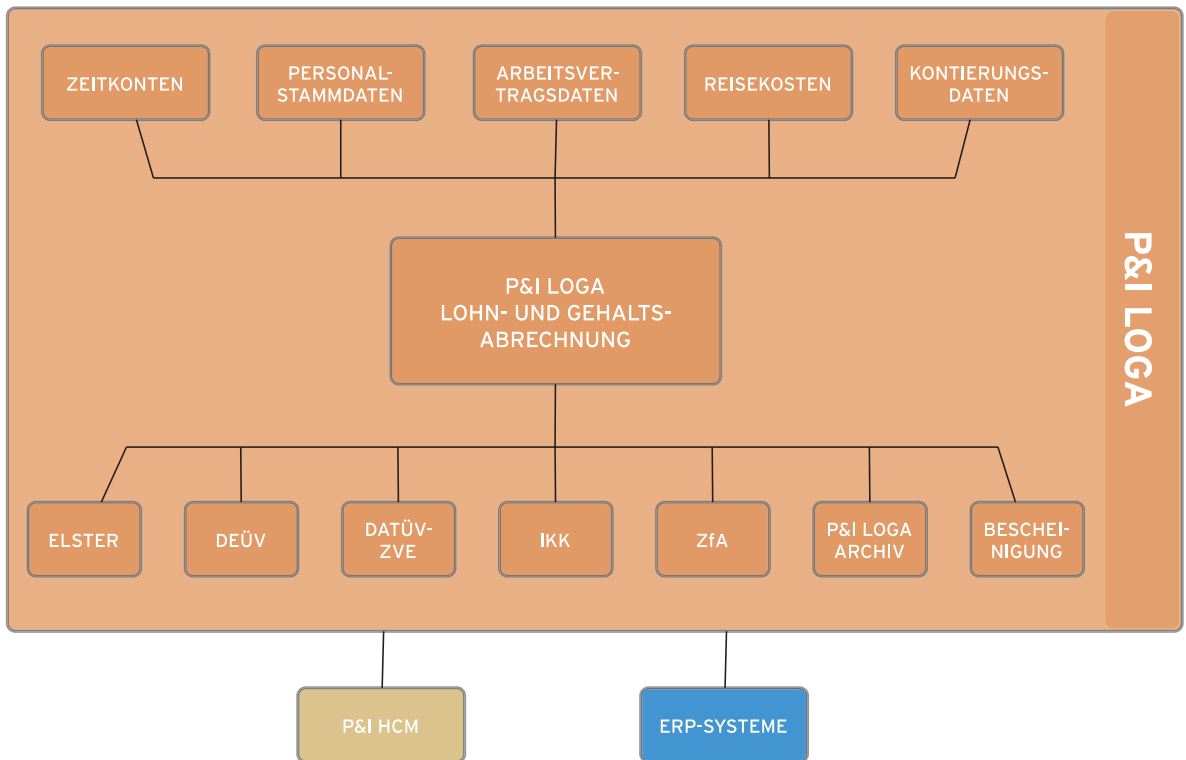 ZEITKONTEN
PERSONAL-
STAMMDATEN
ARBEITSVER-
TRAGSDATEN
REISEKOSTEN
KONTIERUNGS-
DATEN
P&I LOGA
P&I LOGA
LOHN- UND GEHALTS-
ABRECHNUNG
ELSTER
DEÜV
DATÜV-
ZVE
IKK
ZfA
P&I LOGA
ARCHIV
BESCHEI-
NIGUNG
P&I HCM
ERP-SYSTEME